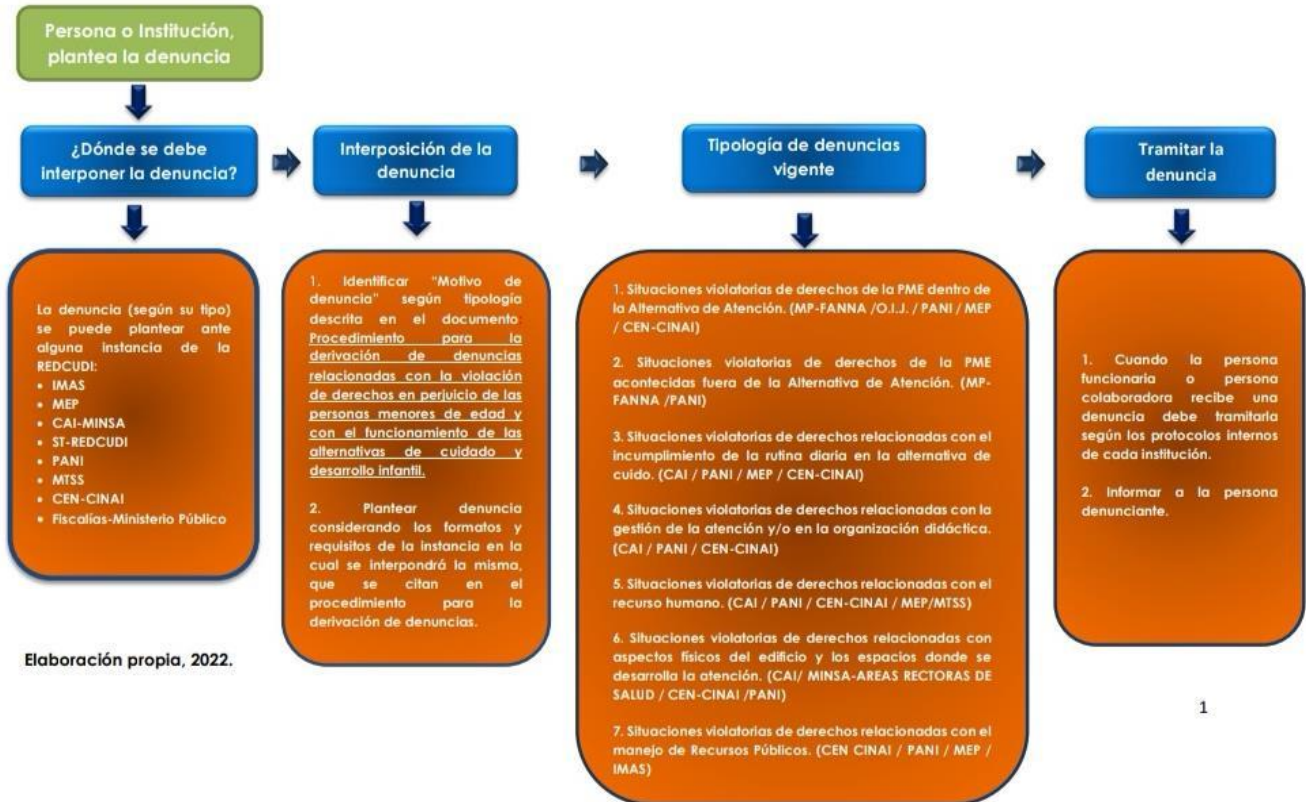 Persona o Institución,
plantea la denuncia
¿Dónde se debe
interponer la denuncia?
Interposición de la
denuncia
Tipología de denuncias
vigente
Tramitar la
denuncia
La denuncia (según su tipo)
se puede plantear ante
alguna instancia de la
REDCUDI:
• IMAS
• MEP
• CAI-MINSA
• ST-REDCUDI
• PANI
• MTSS
• CEN-CINAI
• Fiscalías-Ministerio Público
1. Identificar "Motivo de
denuncia" según tipología
descrita en el documento:
Procedimiento para la
derivación de denuncias
relacionadas con la violación
de derechos en perjuicio de las
personas menores de edad y
con el funcionamiento de las
alternativas de cuidado y
desarrollo infantil.
2. Plantear denuncia
considerando los formatos y
requisitos de la instancia en la
cual se interpondrá la misma,
que se citan en el
procedimiento para la
derivación de denuncias.
1. Situaciones violatorias de derechos de la PME dentro de
la Alternativa de Atención. (MP-FANNA /O.I.J. / PANI / MEP
/ CEN-CINAI)
2. Situaciones violatorias de derechos de la PME
acontecidas fuera de la Alternativa de Atención. (MP-
FANNA /PANI)
3. Situaciones violatorias de derechos relacionadas con el
incumplimiento de la rutina diaria en la alternativa de
cuido. (CAI / PANI / MEP / CEN-CINAI)
4. Situaciones violatorias de derechos relacionadas con la
gestión de la atención y/o en la organización didáctica.
(CAI / PANI / CEN-CINAI)
5. Situaciones violatorias de derechos relacionadas con el
recurso humano. (CAI / PANI / CEN-CINAI / MEP/MTSS)
6. Situaciones violatorias de derechos relacionadas con
aspectos físicos del edificio y los espacios donde se
desarrolla la atención. (CAI/ MINSA-AREAS RECTORAS DE
SALUD / CEN-CINAI /PANI)
7. Situaciones violatorias de derechos relacionadas con el
manejo de Recursos Públicos. (CEN CINAI / PANI / MEP /
IMAS)
1. Cuando la persona
funcionaria o persona
colaboradora recibe una
denuncia debe tramitarla
según los protocolos internos
de cada institución.
2. Informar a la persona
denunciante.
Elaboración propia, 2022.
1